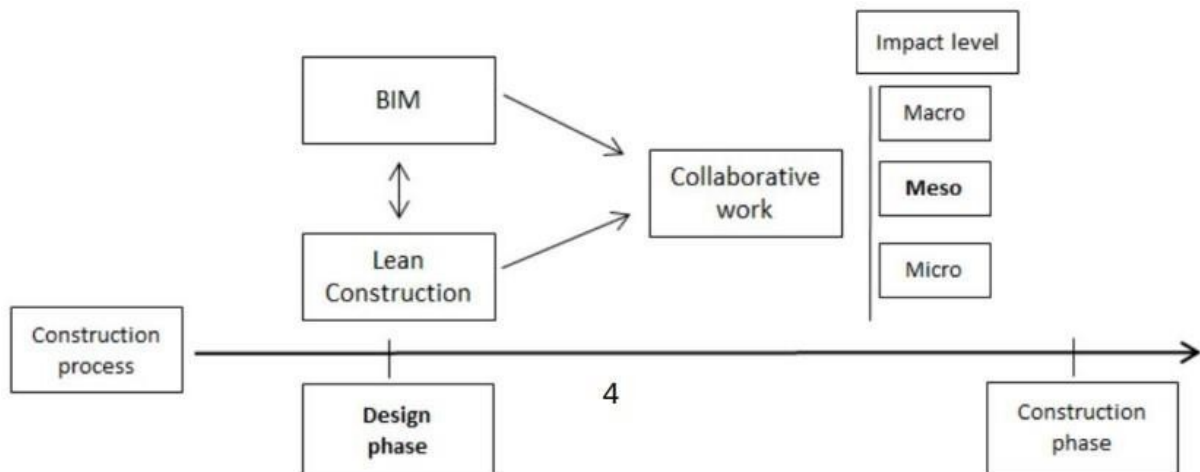 Impact level
BIM
Macro
Collaborative
work
Meso
Lean
Construction
Micro
Construction
process
4
Design
phase
Construction
phase